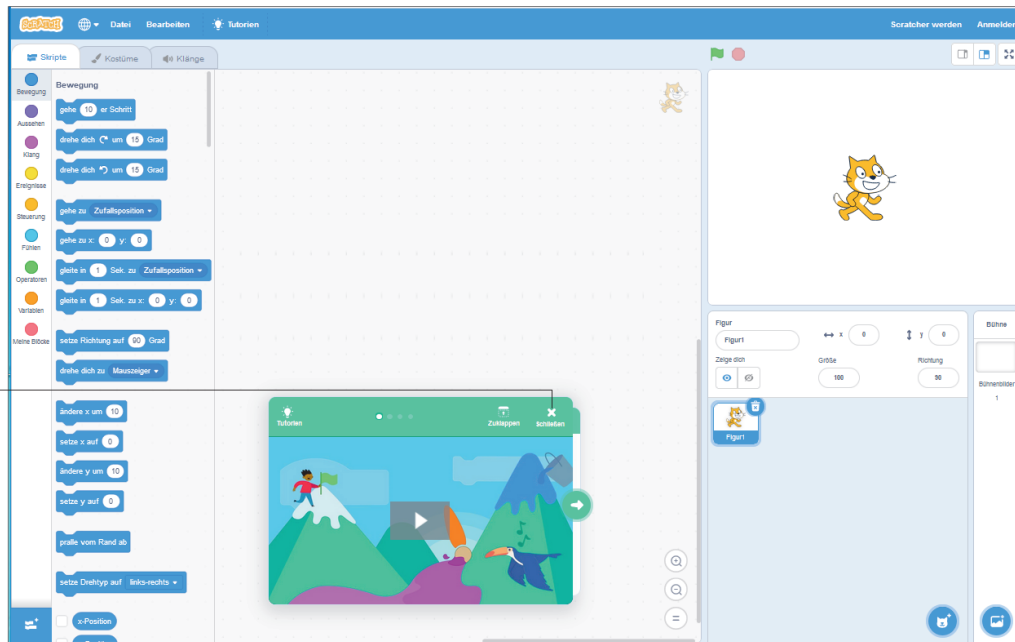 SCRATCH Datei Bearbeiten Tutorien Scratcher werden Anmelden
Skripte Kostüme Klänge
Bewegung
Aussehen
Klang
Ereignisse
Steuerung
Fühlen
Operatoren
Variablen
Meine Blöcke
Bewegung
gehe 10 er Schritt
drehe dich um 15 Grad
drehe dich um 15 Grad
gehe zu Zufallsposition
gehe zu x: 0 y: 0
gleite in 1 Sek. zu Zufallsposition
gleite in 1 Sek. zu x: 0 y: 0
setze Richtung auf 90 Grad
drehe dich zu Mauszeiger
ändere x um 10
setze x auf 0
ändere y um 10
setze y auf 0
pralle vom Rand ab
setze Drehtyp auf links-rechts
x-Position
Tutorien Zuklappen Schließen
Figur
Figur1 x 0 y 0
Zeige dich Größe Richtung
100 90
Figur1
Bühne
Bühnenbilder
1